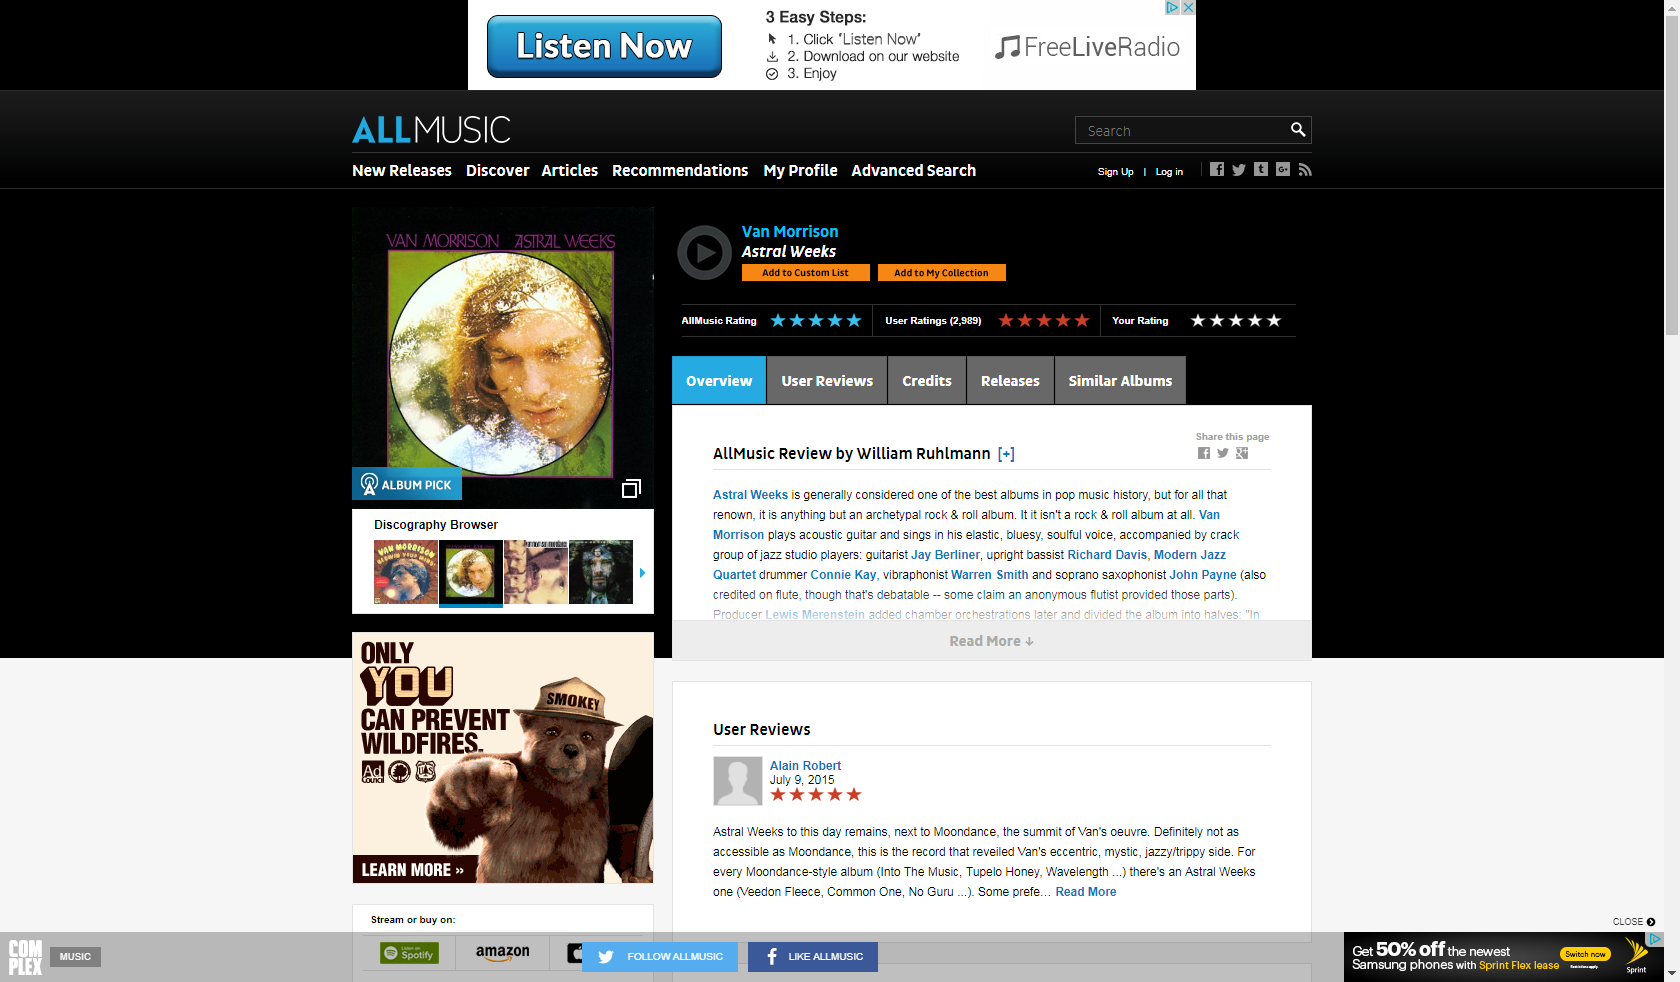 Listen Now
3 Easy Steps:
1. Click 'Listen Now'
2. Download on our website
3. Enjoy
FreeLiveRadio
ALLMUSIC
Search
New Releases Discover Articles Recommendations My Profile Advanced Search
Sign Up | Log in
VAN MORRISON ASTRAL WEEKS
ALBUM PICK
Van Morrison
Astral Weeks
Add to Custom List Add to My Collection
AllMusic Rating User Ratings (2,989) Your Rating
Overview User Reviews Credits Releases Similar Albums
Discography Browser
VAN MORRISON
Share this page
AllMusic Review by William Ruhlmann [+]
Astral Weeks is generally considered one of the best albums in pop music history, but for all that
renown, it is anything but an archetypal rock & roll album. It it isn't a rock & roll album at all. Van
Morrison plays acoustic guitar and sings in his elastic, bluesy, soulful voice, accompanied by crack
group of jazz studio players: guitarist Jay Berliner, upright bassist Richard Davis, Modern Jazz
Quartet drummer Connie Kay, vibraphonist Warren Smith and soprano saxophonist John Payne (also
credited on flute, though that's debatable -- some claim an anonymous flutist provided those parts).
Producer Lewis Merenstein added chamber orchestrations later and divided the album into halves: "In
Read More ↓
ONLY
YOU
CAN PREVENT
WILDFIRES.
SMOKEY
Ad
Council
LEARN MORE »
User Reviews
Alain Robert
July 9, 2015
Astral Weeks to this day remains, next to Moondance, the summit of Van's oeuvre. Definitely not as
accessible as Moondance, this is the record that reveiled Van's eccentric, mystic, jazzy/trippy side. For
every Moondance-style album (Into The Music, Tupelo Honey, Wavelength ...) there's an Astral Weeks
one (Veedon Fleece, Common One, No Guru ...). Some prefe... Read More
Stream or buy on:
Listen on
Spotify
amazon
COMPLEX
MUSIC
FOLLOW ALLMUSIC
LIKE ALLMUSIC
CLOSE
Get 50% off the newest
Samsung phones with Sprint Flex lease
Switch now
Restrictions apply
Sprint